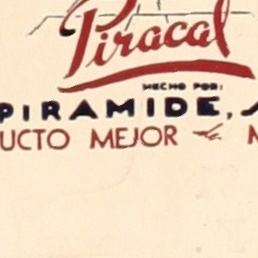 Piracal
HECHO POR:
PIRAMIDE,
UCTO MEJOR